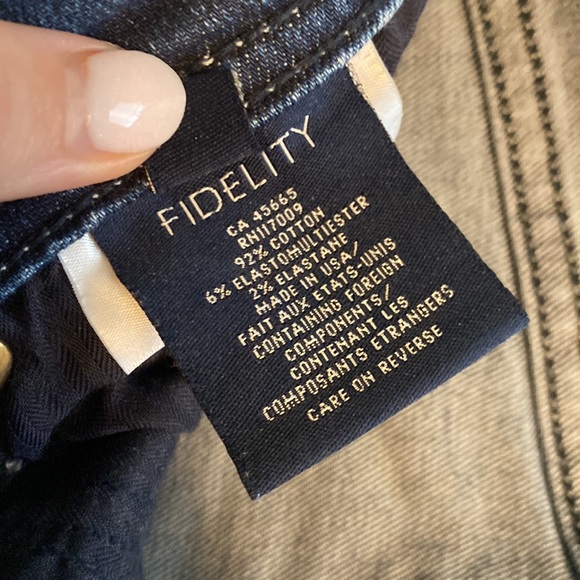 FIDELITY
CA 45665
RN117009
92% COTTON
6% ELASTOMULTIESTER
2% ELASTANE
MADE IN USA/
FAIT AUX ETATS-UNIS
CONTAINING FOREIGN
COMPONENTS/
CONTENANT LES
COMPOSANTS ETRANGERS
CARE ON REVERSE